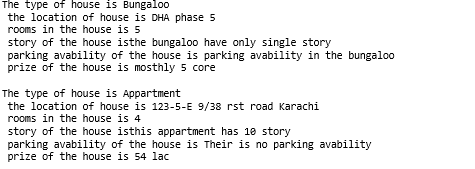 The type of house is Bungaloo
the location of house is DHA phase 5
rooms in the house is 5
story of the house isthe bungaloo have only single story
parking avability of the house is parking avability in the bungaloo
prize of the house is mosthly 5 core
The type of house is Appartment
the location of house is 123-5-E 9/38 rst road Karachi
rooms in the house is 4
story of the house isthis appartment has 10 story
parking avability of the house is Their is no parking avability
prize of the house is 54 lac